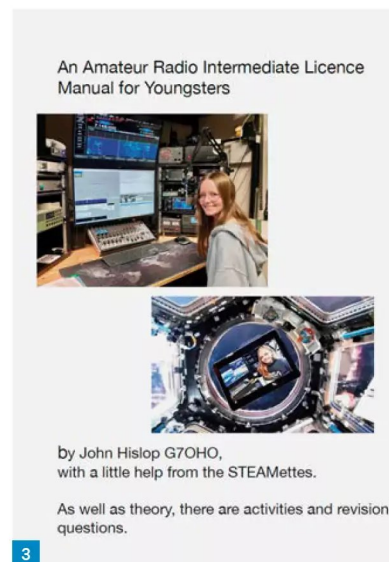 An Amateur Radio Intermediate Licence
Manual for Youngsters
by John Hislop G7OHO,
with a little help from the STEAMettes.
As well as theory, there are activities and revision
questions.
3